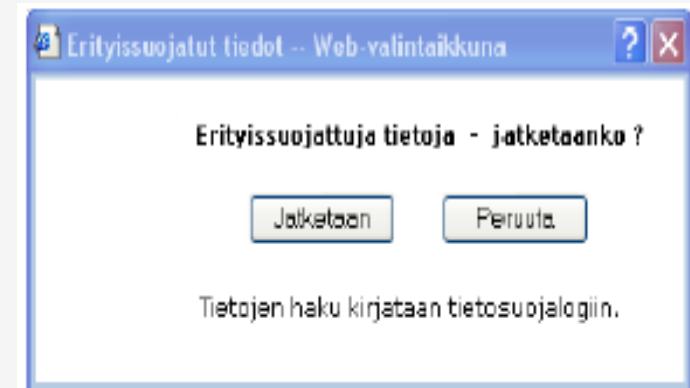 Erityissuojatut tiedot -- Web-valintaikkuna
Erityissuojattuja tietoja - jatketaanko ?
Jatketaan Peruuta
Tietojen haku kirjataan tietosuojalogiin.